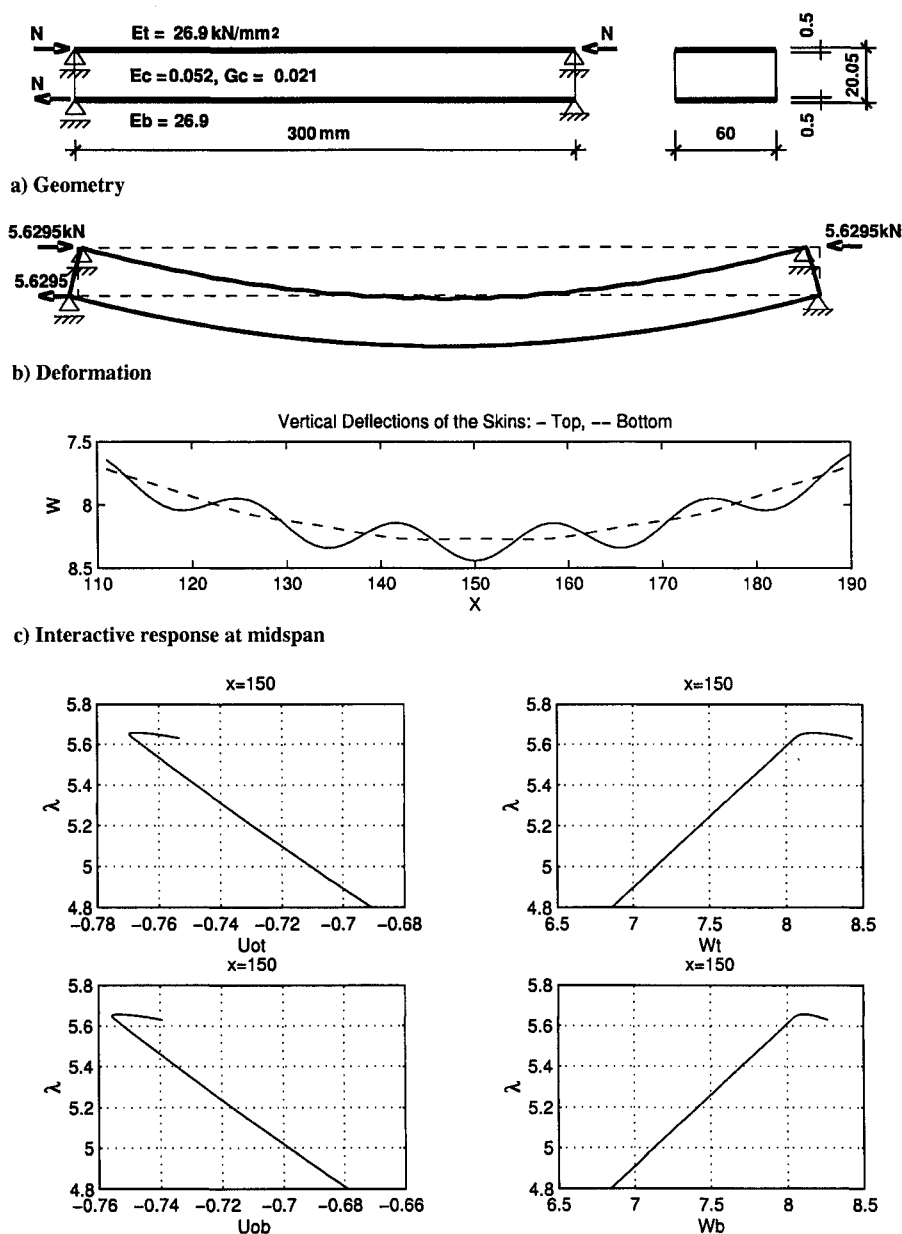 N
Et = 26.9 kN/mm2
N
0.5
N
Ec =0.052, Gc = 0.021
20.05
Eb = 26.9
300 mm
60
0.5
a) Geometry
5.6295kN
5.6295kN
5.6295
b) Deformation
Vertical Deflections of the Skins: – Top, –– Bottom
7.5
8
8.5
W
110 120 130 140 150 160 170 180 190
X
c) Interactive response at midspan
x=150
5.8
5.6
5.4
5.2
5
4.8
λ
−0.78 −0.76 −0.74 −0.72 −0.7 −0.68
Uot
x=150
5.8
5.6
5.4
5.2
5
4.8
λ
6.5 7 7.5 8 8.5
Wt
x=150
5.8
5.6
5.4
5.2
5
4.8
λ
−0.76 −0.74 −0.72 −0.7 −0.68 −0.66
Uob
x=150
5.8
5.6
5.4
5.2
5
4.8
λ
6.5 7 7.5 8 8.5
Wb